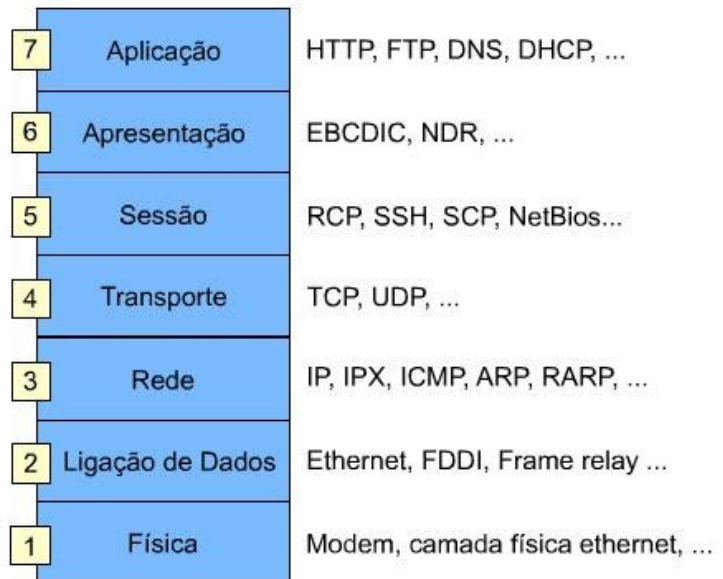 7 Aplicação HTTP, FTP, DNS, DHCP, ...
6 Apresentação EBCDIC, NDR, ...
5 Sessão RCP, SSH, SCP, NetBios...
4 Transporte TCP, UDP, ...
3 Rede IP, IPX, ICMP, ARP, RARP, ...
2 Ligação de Dados Ethernet, FDDI, Frame relay ...
1 Física Modem, camada física ethernet, ...